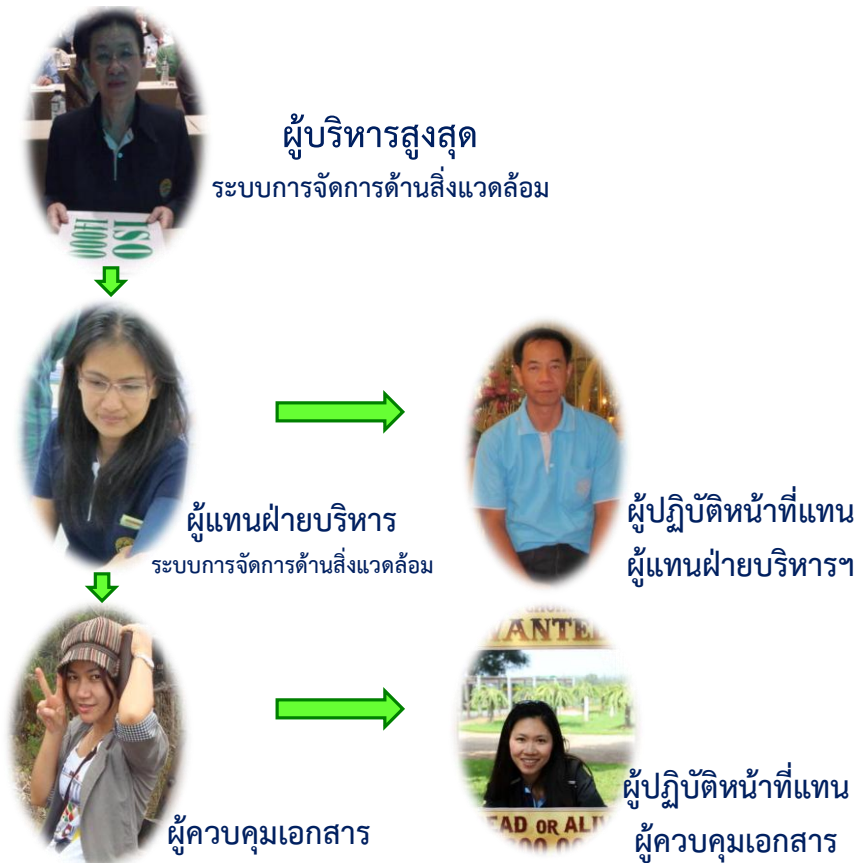 ISO
14000
ผู้บริหารสูงสุด
ระบบการจัดการด้านสิ่งแวดล้อม
ผู้แทนฝ่ายบริหาร
ระบบการจัดการด้านสิ่งแวดล้อม
ผู้ปฏิบัติหน้าที่แทน
ผู้แทนฝ่ายบริหารฯ
ผู้ควบคุมเอกสาร
WANTED
EAD OR ALI
ผู้ปฏิบัติหน้าที่แทน
ผู้ควบคุมเอกสาร